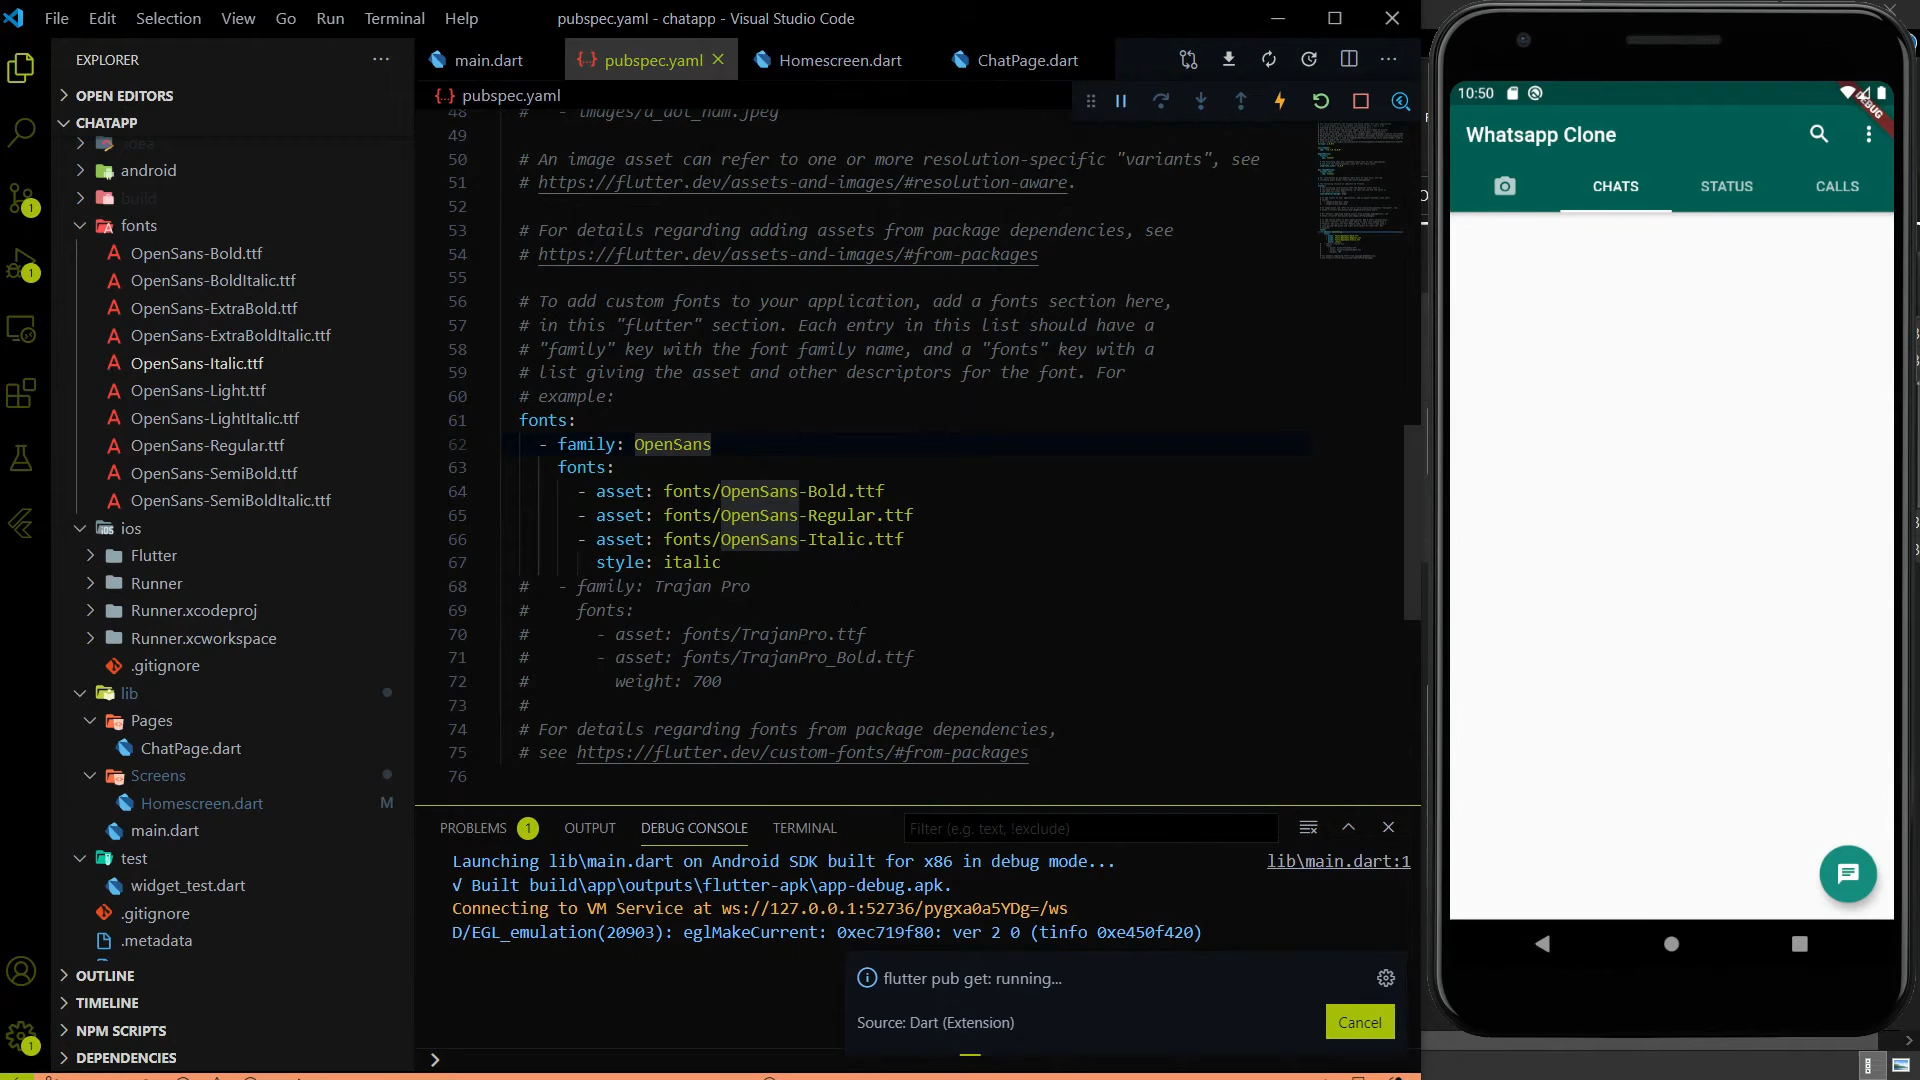 File Edit Selection View Go Run Terminal Help
pubspec.yaml - chatapp - Visual Studio Code
EXPLORER
OPEN EDITORS
CHATAPP
.idea
android
build
fonts
OpenSans-Bold.ttf
OpenSans-BoldItalic.ttf
OpenSans-ExtraBold.ttf
OpenSans-ExtraBoldItalic.ttf
OpenSans-Italic.ttf
OpenSans-Light.ttf
OpenSans-LightItalic.ttf
OpenSans-Regular.ttf
OpenSans-SemiBold.ttf
OpenSans-SemiBoldItalic.ttf
ios
Flutter
Runner
Runner.xcodeproj
Runner.xcworkspace
.gitignore
lib
Pages
ChatPage.dart
Screens
Homescreen.dart M
main.dart
test
widget_test.dart
.gitignore
.metadata
OUTLINE
TIMELINE
NPM SCRIPTS
DEPENDENCIES
1
1
1
main.dart pubspec.yaml Homescreen.dart ChatPage.dart
pubspec.yaml
48 # - images/a_dot_ham.jpeg
49
50 # An image asset can refer to one or more resolution-specific "variants", see
51 # https://flutter.dev/assets-and-images/#resolution-aware.
52
53 # For details regarding adding assets from package dependencies, see
54 # https://flutter.dev/assets-and-images/#from-packages
55
56 # To add custom fonts to your application, add a fonts section here,
57 # in this "flutter" section. Each entry in this list should have a
58 # "family" key with the font family name, and a "fonts" key with a
59 # list giving the asset and other descriptors for the font. For
60 # example:
61 fonts:
62 - family: OpenSans
63 fonts:
64 - asset: fonts/OpenSans-Bold.ttf
65 - asset: fonts/OpenSans-Regular.ttf
66 - asset: fonts/OpenSans-Italic.ttf
67 style: italic
68 # - family: Trajan Pro
69 # fonts:
70 # - asset: fonts/TrajanPro.ttf
71 # - asset: fonts/TrajanPro_Bold.ttf
72 # weight: 700
73 #
74 # For details regarding fonts from package dependencies,
75 # see https://flutter.dev/custom-fonts/#from-packages
76
PROBLEMS 1 OUTPUT DEBUG CONSOLE TERMINAL Filter (e.g. text, !exclude)
Launching lib\main.dart on Android SDK built for x86 in debug mode... lib\main.dart:1
√ Built build\app\outputs\flutter-apk\app-debug.apk.
Connecting to VM Service at ws://127.0.0.1:52736/pygxa0a5YDg=/ws
D/EGL_emulation(20903): eglMakeCurrent: 0xec719f80: ver 2 0 (tinfo 0xe450f420)
flutter pub get: running...
Source: Dart (Extension) Cancel
10:50
DEBUG
Whatsapp Clone
CHATS STATUS CALLS